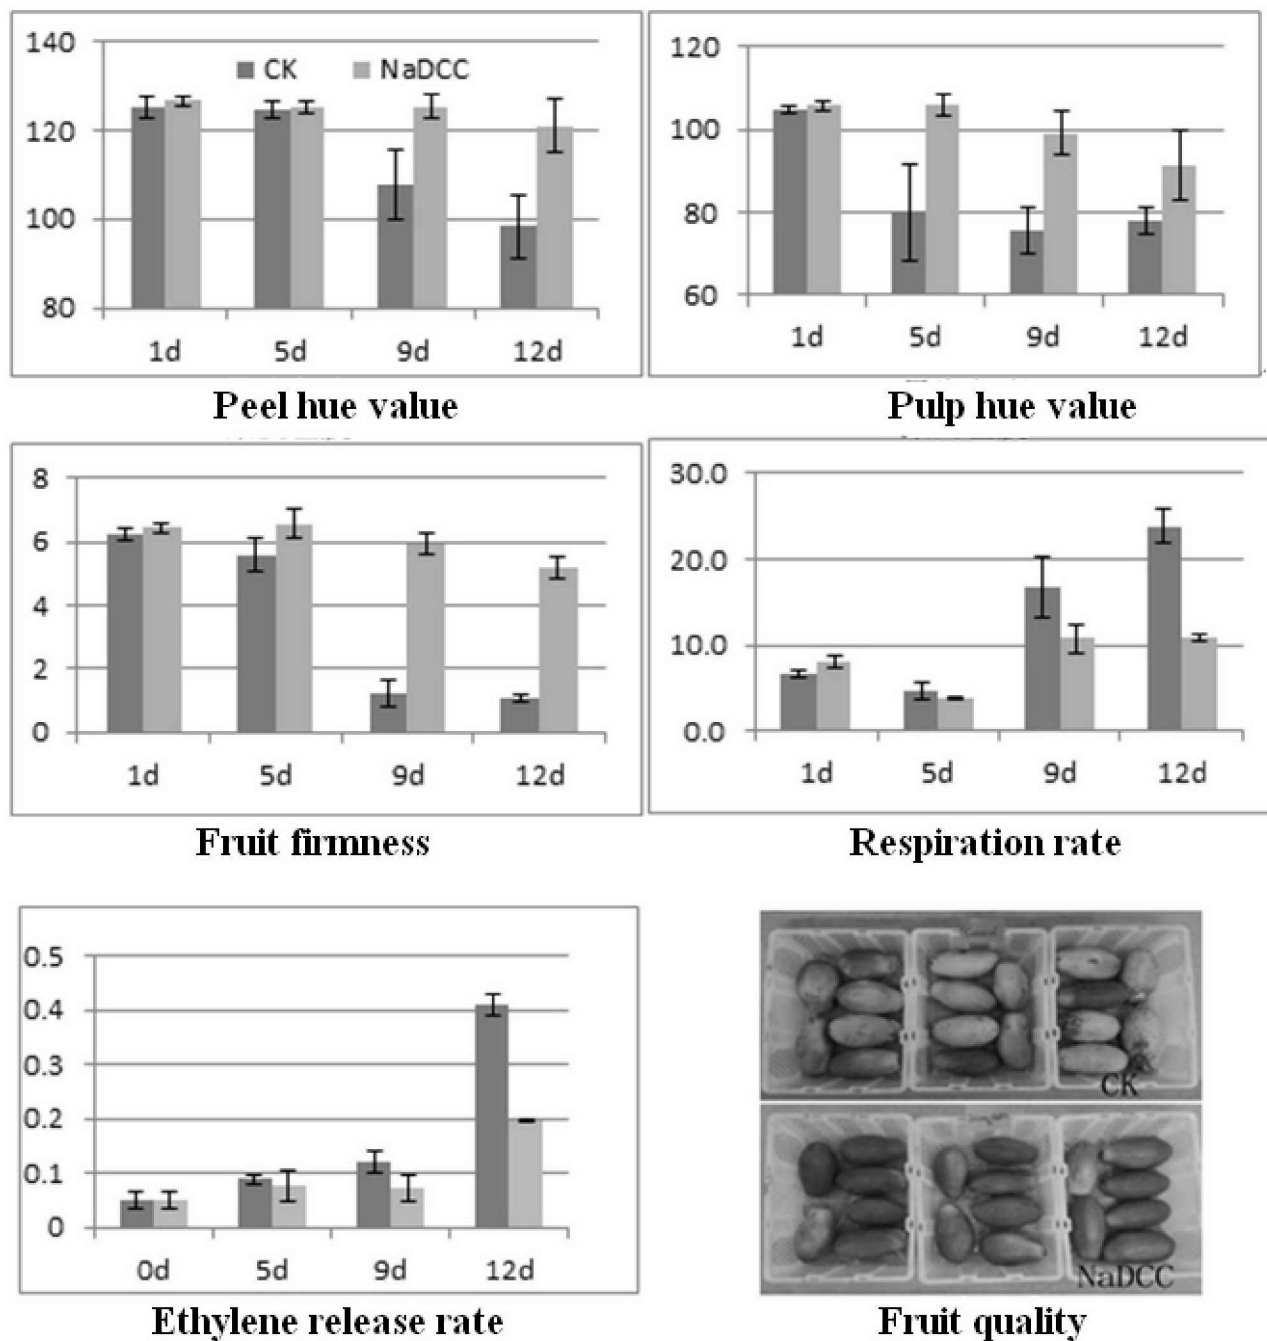 140
CK NaDCC
120
100
80
1d 5d 9d 12d
Peel hue value
120
100
80
60
1d 5d 9d 12d
Pulp hue value
8
6
4
2
0
1d 5d 9d 12d
Fruit firmness
30.0
20.0
10.0
0.0
1d 5d 9d 12d
Respiration rate
0.5
0.4
0.3
0.2
0.1
0
0d 5d 9d 12d
Ethylene release rate
CK
NaDCC
Fruit quality